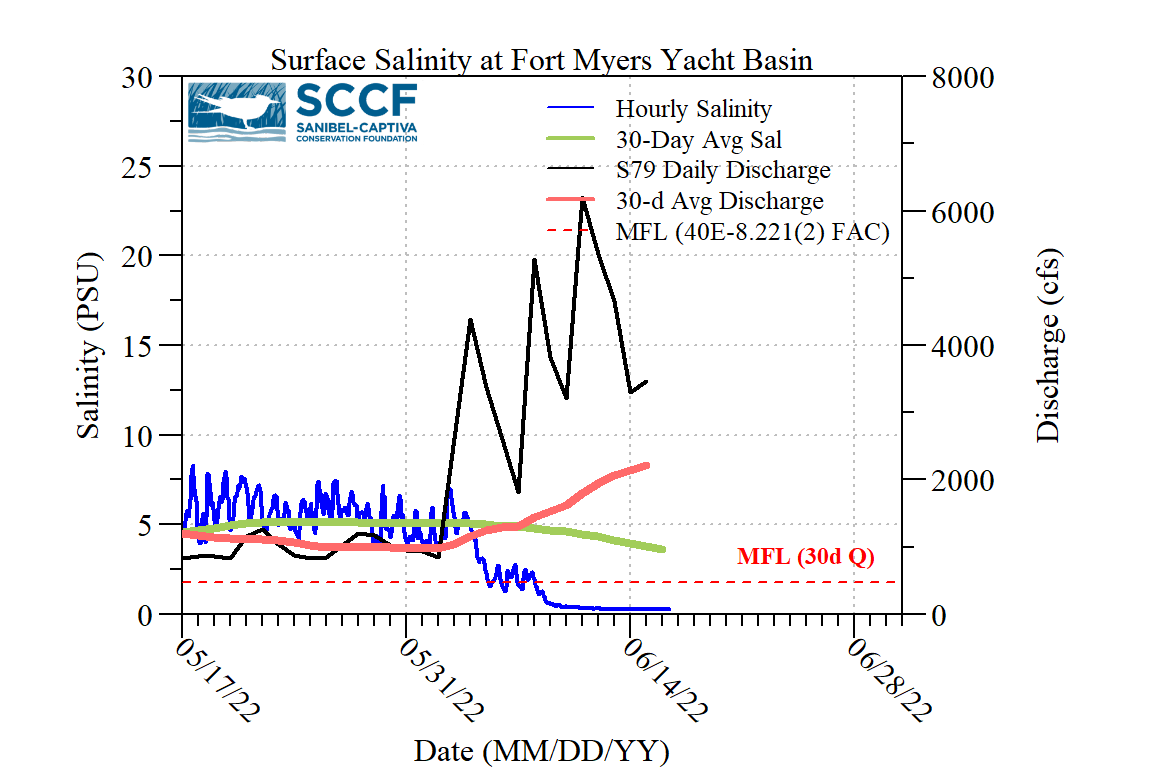 Surface Salinity at Fort Myers Yacht Basin
SCCF
SANIBEL-CAPTIVA
CONSERVATION FOUNDATION
Hourly Salinity
30-Day Avg Sal
S79 Daily Discharge
30-d Avg Discharge
MFL (40E-8.221(2) FAC)
30
25
20
15
10
5
0
Salinity (PSU)
8000
6000
4000
2000
0
Discharge (cfs)
MFL (30d Q)
05/17/22
05/31/22
06/14/22
06/28/22
Date (MM/DD/YY)